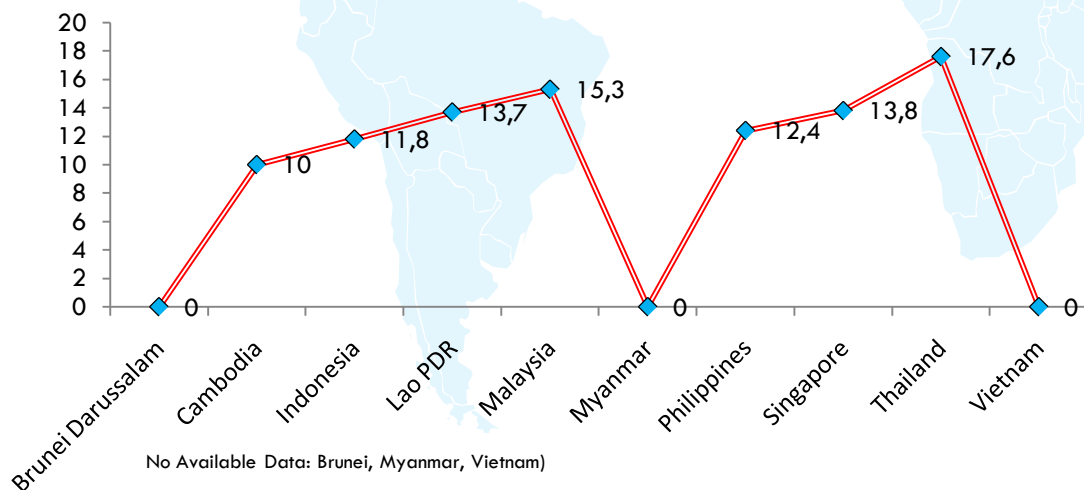 20
18
16
14
12
10
8
6
4
2
0
0
10
11,8
13,7
15,3
0
12,4
13,8
17,6
0
Brunei Darussalam
Cambodia
Indonesia
Lao PDR
Malaysia
Myanmar
Philippines
Singapore
Thailand
Vietnam
No Available Data: Brunei, Myanmar, Vietnam)